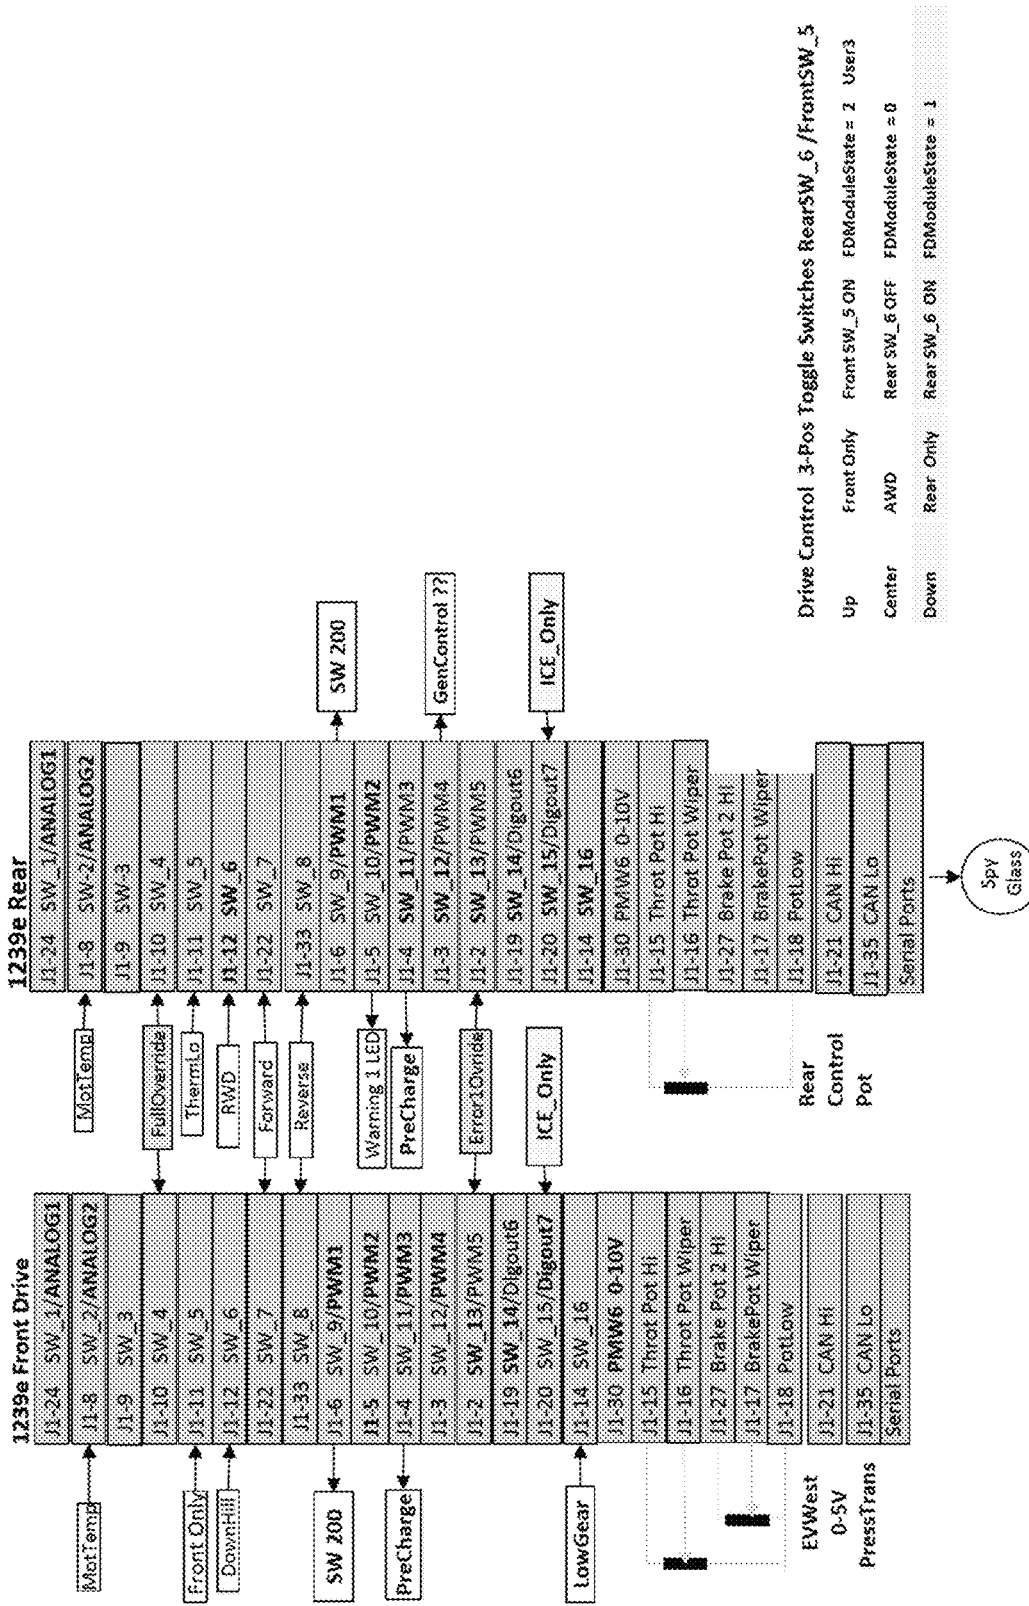 1239e Front Drive
J1-24 SW_1/ANALOG1
J1-8 SW_2/ANALOG2
J1-9 SW_3
J1-10 SW_4
J1-11 SW_5
J1-12 SW_6
J1-22 SW_7
J1-33 SW_8
J1-6 SW_9/PWM1
J1 5 SW_10/PWM2
J1-4 SW_11/PWM3
J1-3 SW_12/PWM4
J1-2 SW_13/PWM5
J1-19 SW_14/Digout6
J1-20 SW_15/Digout7
J1-14 SW_16
J1-30 PMW6 0-10V
J1-15 Throt Pot Hi
J1-16 Throt Pot Wiper
J1-27 Brake Pot 2 HI
J1-17 BrakePot Wiper
J1-18 PotLow
J1-21 CAN Hi
J1-35 CAN Lo
Serial Ports
MotTemp
Front Only
DownHill
SW 200
PreCharge
LowGear
EVWest
0-5V
PressTrans
MotTemp
FullOverride
ThermLo
RWD
Forward
Reverse
Warning 1 LED
PreCharge
Error1Ovride
ICE_Only
Rear
Control
Pot
1239e Rear
J1-24 SW_1/ANALOG1
J1-8 SW-2/ANALOG2
J1-9 SW-3
J1-10 SW_4
J1-11 SW_5
J1-12 SW_6
J1-22 SW_7
J1-33 SW_8
J1-6 SW_9/PWM1
J1-5 SW_10/PWM2
J1-4 SW_11/PWM3
J1-3 SW_12/PWM4
J1-2 SW_13/PWM5
J1-19 SW_14/Digout6
J1-20 SW_15/Digout7
J1-14 SW_16
J1-30 PMW6 0-10V
J1-15 Throt Pot Hi
J1-16 Throt Pot Wiper
J1-27 Brake Pot 2 HI
J1-17 BrakePot Wiper
J1-18 PotLow
J1-21 CAN Hi
J1-35 CAN Lo
Serial Ports
SW 200
GenControl ??
ICE_Only
Spy
Glass
Drive Control 3-Pos Toggle Switches RearSW_6 /FrontSW_5
Up Front Only Front SW_5 ON FDModuleState = 2 User3
Center AWD Rear SW_6 OFF FDModuleState = 0
Down Rear Only Rear SW_6 ON FDModuleState = 1